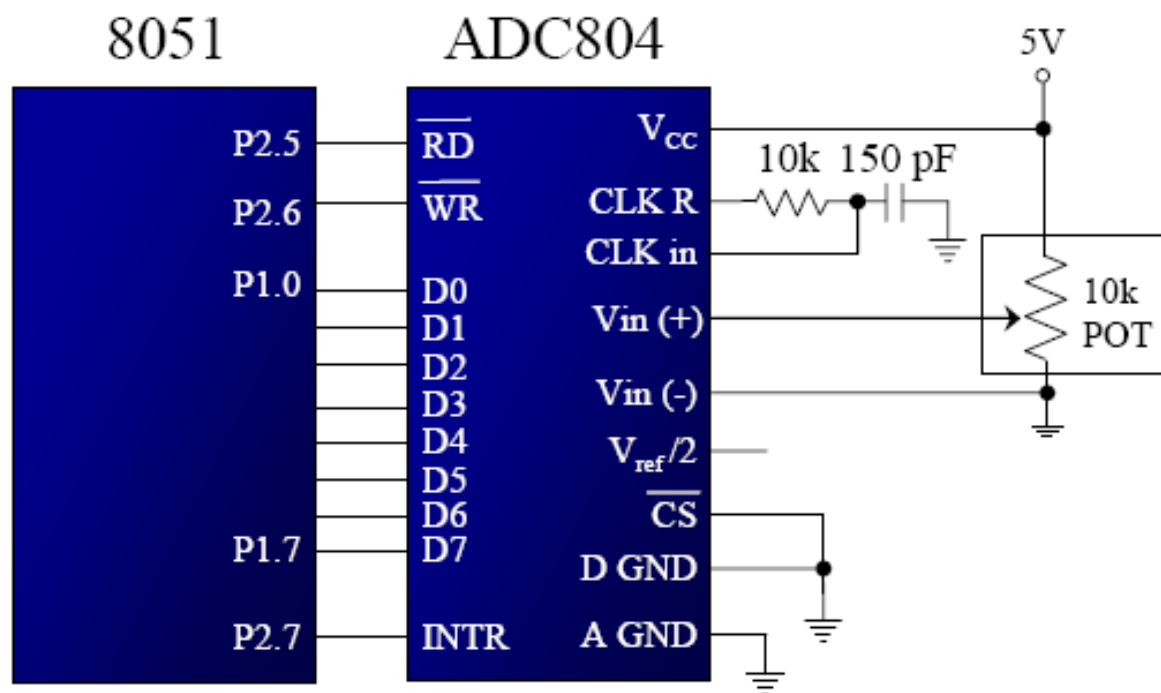 8051
ADC804
5V
P2.5
RD
VCC
10k 150 pF
P2.6
WR
CLK R
CLK in
P1.0
D0
D1
Vin (+)
10k
POT
D2
D3
Vin (-)
D4
Vref/2
D5
D6
CS
P1.7
D7
D GND
P2.7
INTR
A GND